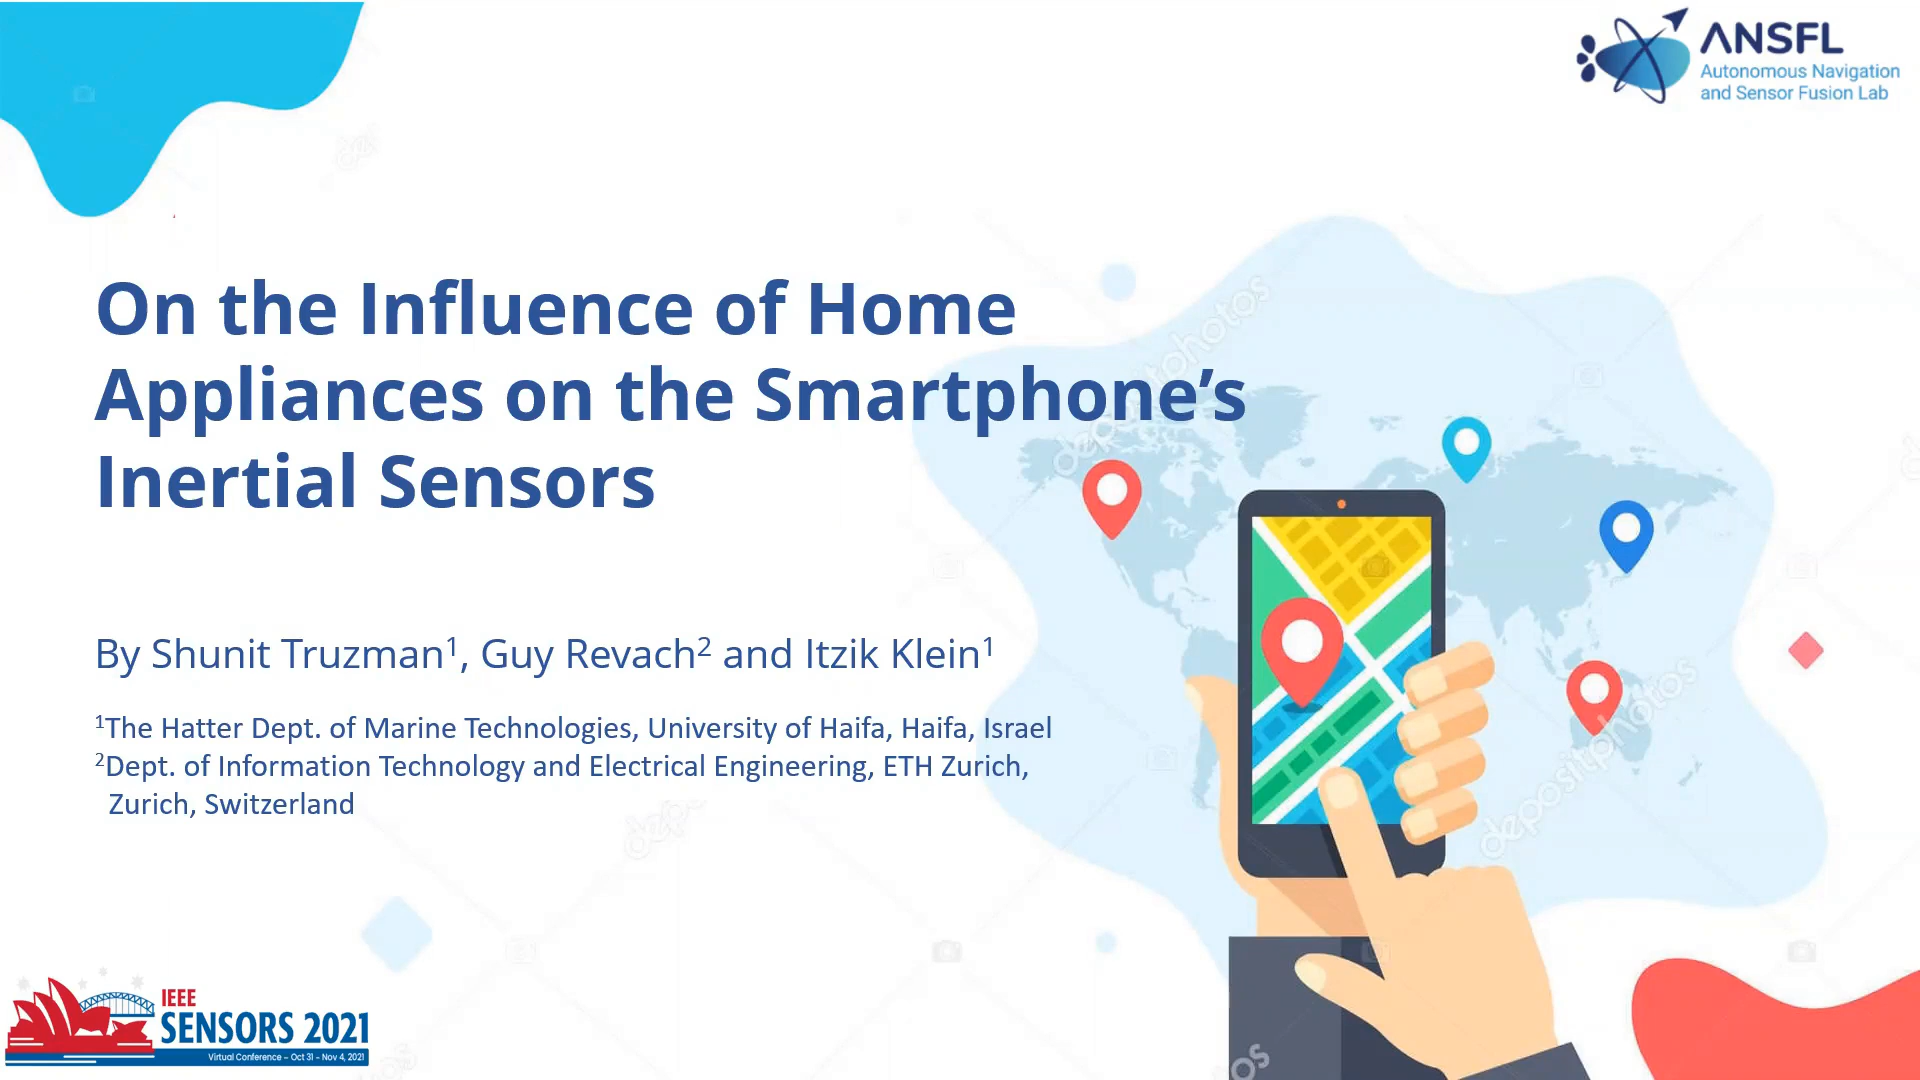 ANSFL
Autonomous Navigation
and Sensor Fusion Lab
On the Influence of Home
Appliances on the Smartphone’s
Inertial Sensors
By Shunit Truzman¹, Guy Revach² and Itzik Klein¹
¹The Hatter Dept. of Marine Technologies, University of Haifa, Haifa, Israel
²Dept. of Information Technology and Electrical Engineering, ETH Zurich,
Zurich, Switzerland
IEEE
SENSORS 2021
Virtual Conference – Oct 31 – Nov 4, 2021
depositphotos
depositphotos